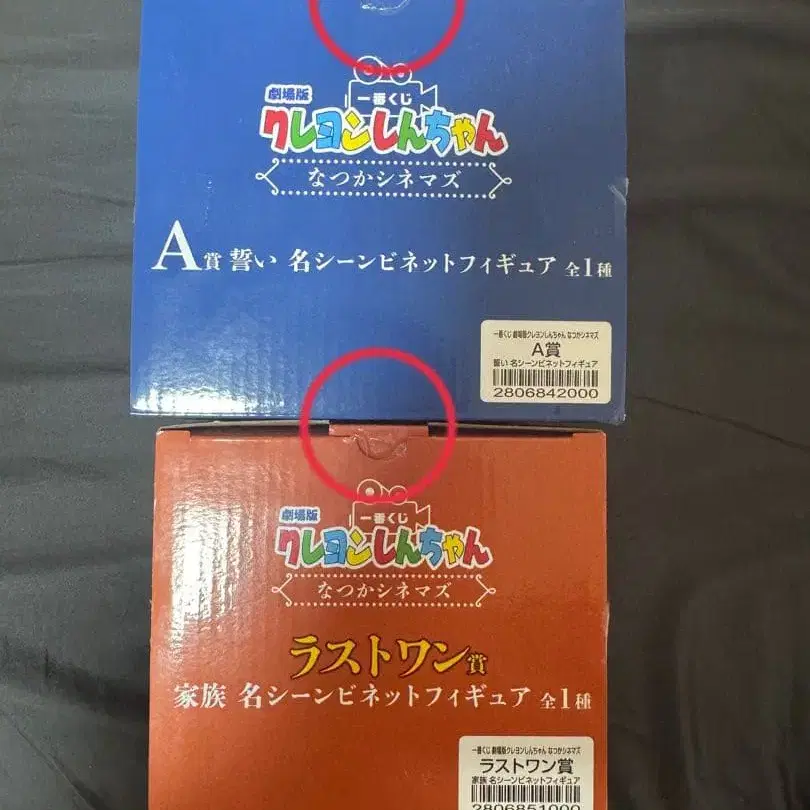 劇場版
一番くじ
クレヨンしんちゃん
なつかシネマズ
A賞 誓い 名シーンビネットフィギュア 全1種
一番くじ 劇場版クレヨンしんちゃん なつかシネマズ
A賞
誓い 名シーンビネットフィギュア
2806842000
劇場版
一番くじ
クレヨンしんちゃん
なつかシネマズ
ラストワン賞
家族 名シーンビネットフィギュア 全1種
一番くじ 劇場版クレヨンしんちゃん なつかシネマズ
ラストワン賞
家族 名シーンビネットフィギュア
2806851000